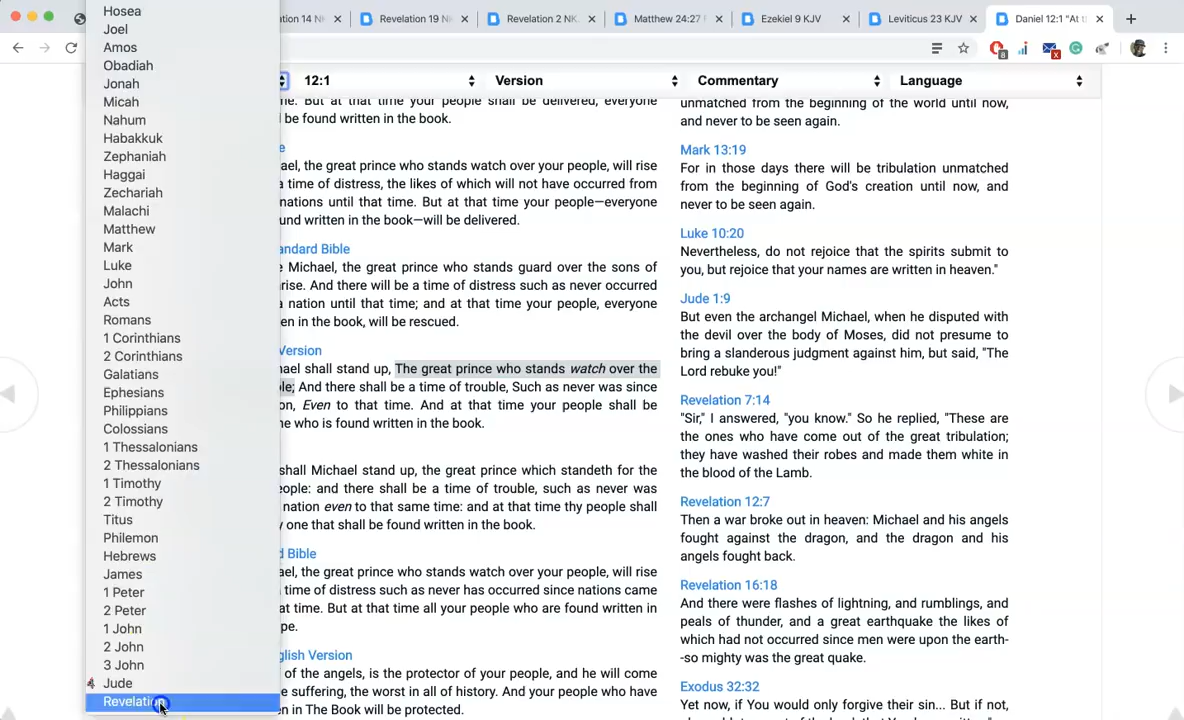 ation 14 N
Revelation 19 N
Revelation 2 NK
Matthew 24:27
Ezekiel 9 KJV
Leviticus 23 KJV
Daniel 12:1 "At t
12:1
Version
Commentary
Language
Hosea
Joel
Amos
Obadiah
Jonah
Micah
Nahum
Habakkuk
Zephaniah
Haggai
Zechariah
Malachi
Matthew
Mark
Luke
John
Acts
Romans
1 Corinthians
2 Corinthians
Galatians
Ephesians
Philippians
Colossians
1 Thessalonians
2 Thessalonians
1 Timothy
2 Timothy
Titus
Philemon
Hebrews
James
1 Peter
2 Peter
1 John
2 John
3 John
Jude
Revelation
ne. But at that time your people shall be delivered, everyone
be found written in the book.
ael, the great prince who stands watch over your people, will rise
a time of distress, the likes of which will not have occurred from
nations until that time. But at that time your people—everyone
und written in the book—will be delivered.
andard Bible
e Michael, the great prince who stands guard over the sons of
rise. And there will be a time of distress such as never occurred
a nation until that time; and at that time your people, everyone
en in the book, will be rescued.
Version
hael shall stand up, The great prince who stands watch over the
le; And there shall be a time of trouble, Such as never was since
on, Even to that time. And at that time your people shall be
ne who is found written in the book.
shall Michael stand up, the great prince which standeth for the
eople: and there shall be a time of trouble, such as never was
nation even to that same time: and at that time thy people shall
y one that shall be found written in the book.
d Bible
ael, the great prince who stands watch over your people, will rise
time of distress such as never has occurred since nations came
at time. But at that time all your people who are found written in
pe.
glish Version
of the angels, is the protector of your people, and he will come
e suffering, the worst in all of history. And your people who have
n in The Book will be protected.
unmatched from the beginning of the world until now,
and never to be seen again.
Mark 13:19
For in those days there will be tribulation unmatched
from the beginning of God's creation until now, and
never to be seen again.
Luke 10:20
Nevertheless, do not rejoice that the spirits submit to
you, but rejoice that your names are written in heaven."
Jude 1:9
But even the archangel Michael, when he disputed with
the devil over the body of Moses, did not presume to
bring a slanderous judgment against him, but said, "The
Lord rebuke you!"
Revelation 7:14
"Sir," I answered, "you know." So he replied, "These are
the ones who have come out of the great tribulation;
they have washed their robes and made them white in
the blood of the Lamb.
Revelation 12:7
Then a war broke out in heaven: Michael and his angels
fought against the dragon, and the dragon and his
angels fought back.
Revelation 16:18
And there were flashes of lightning, and rumblings, and
peals of thunder, and a great earthquake the likes of
which had not occurred since men were upon the earth-
-so mighty was the great quake.
Exodus 32:32
Yet now, if You would only forgive their sin... But if not,